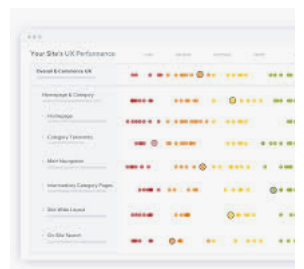 Your Site's UX Performance
Overall E-Commerce UX
Homepage & Category
Homepage
Category Taxonomy
Main Navigation
Intermediary Category Pages
Site-Wide Layout
On-Site Search